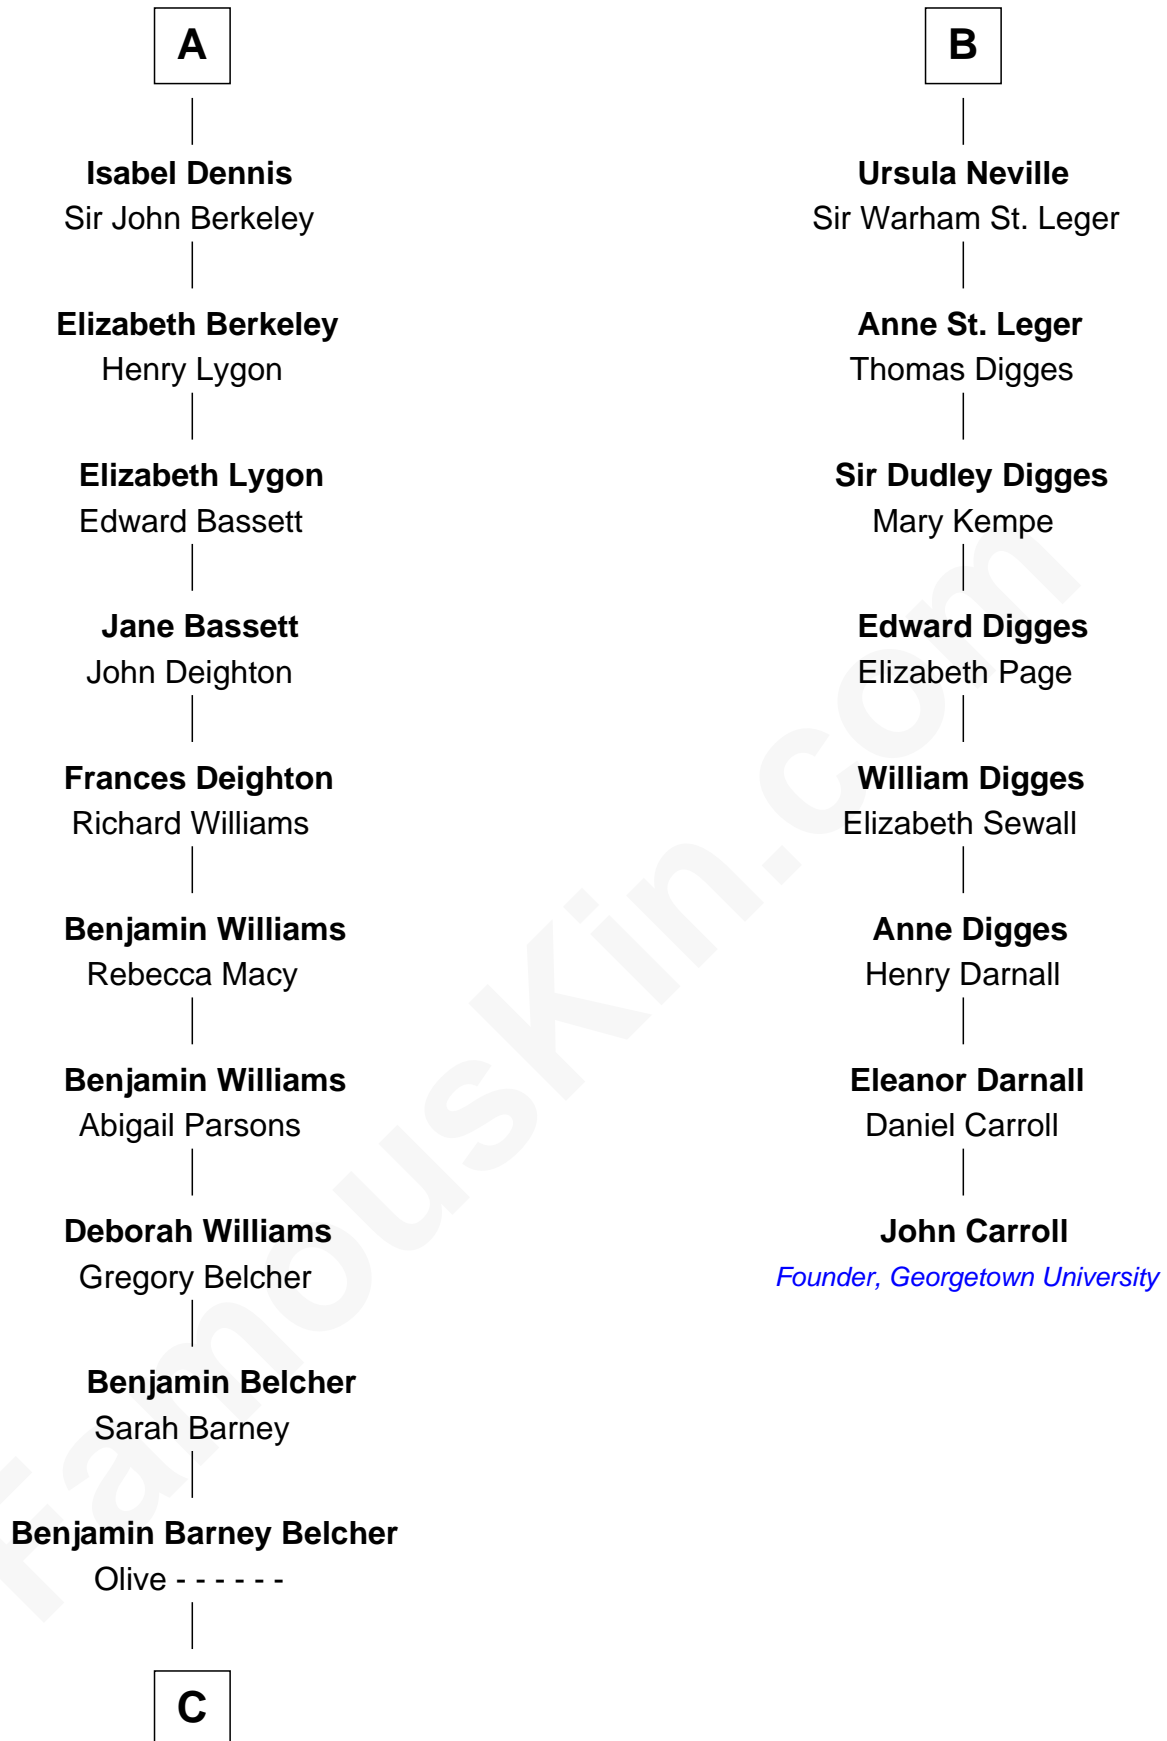 A
Isabel Dennis
Sir John Berkeley
Elizabeth Berkeley
Henry Lygon
Elizabeth Lygon
Edward Bassett
Jane Bassett
John Deighton
Frances Deighton
Richard Williams
Benjamin Williams
Rebecca Macy
Benjamin Williams
Abigail Parsons
Deborah Williams
Gregory Belcher
Benjamin Belcher
Sarah Barney
Benjamin Barney Belcher
Olive - - - - - -
C
B
Ursula Neville
Sir Warham St. Leger
Anne St. Leger
Thomas Digges
Sir Dudley Digges
Mary Kempe
Edward Digges
Elizabeth Page
William Digges
Elizabeth Sewall
Anne Digges
Henry Darnall
Eleanor Darnall
Daniel Carroll
John Carroll
Founder, Georgetown University
FamousKin.com